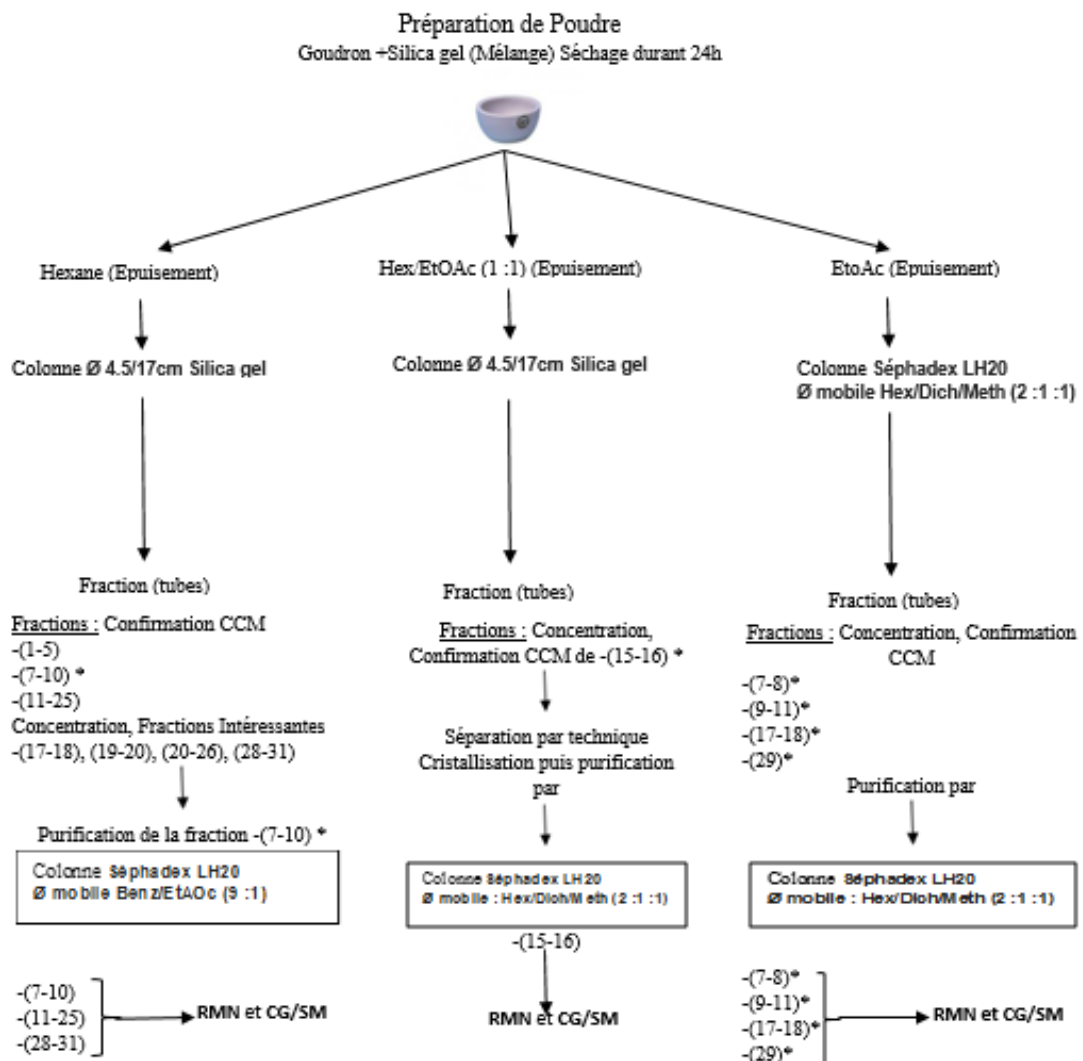 Préparation de Poudre
Goudron +Silica gel (Mélange) Séchage durant 24h
Hexane (Epuisement)
Colonne Ø 4.5/17cm Silica gel
Fraction (tubes)
Fractions : Confirmation CCM
-(1-5)
-(7-10) *
-(11-25)
Concentration, Fractions Intéressantes
-(17-18), (19-20), (20-26), (28-31)
Purification de la fraction -(7-10) *
Colonne Séphadex LH20
Ø mobile Benz/EtAOc (9 :1)
-(7-10)
-(11-25)
-(28-31)
RMN et CG/SM
Hex/EtOAc (1 :1) (Epuisement)
Colonne Ø 4.5/17cm Silica gel
Fraction (tubes)
Fractions : Concentration,
Confirmation CCM de -(15-16) *
Séparation par technique
Cristallisation puis purification
par
Colonne Séphadex LH20
Ø mobile : Hex/Dich/Meth (2 :1 :1)
-(15-16)
RMN et CG/SM
EtoAc (Epuisement)
Colonne Séphadex LH20
Ø mobile Hex/Dich/Meth (2 :1 :1)
Fraction (tubes)
Fractions : Concentration, Confirmation
CCM
-(7-8)*
-(9-11)*
-(17-18)*
-(29)*
Purification par
Colonne Séphadex LH20
Ø mobile : Hex/Dich/Meth (2 :1 :1)
-(7-8)*
-(9-11)*
-(17-18)*
-(29)*
RMN et CG/SM